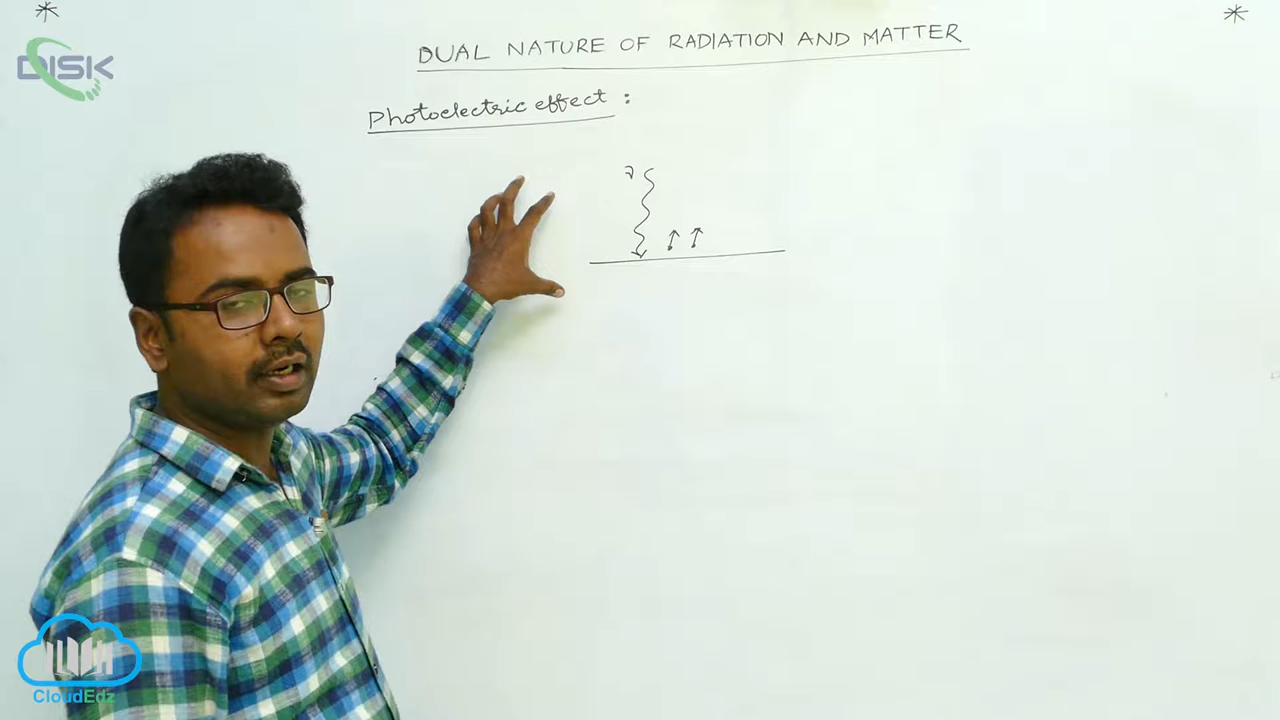 DISK
DUAL NATURE OF RADIATION AND MATTER
Photoelectric effect :
CloudEdz